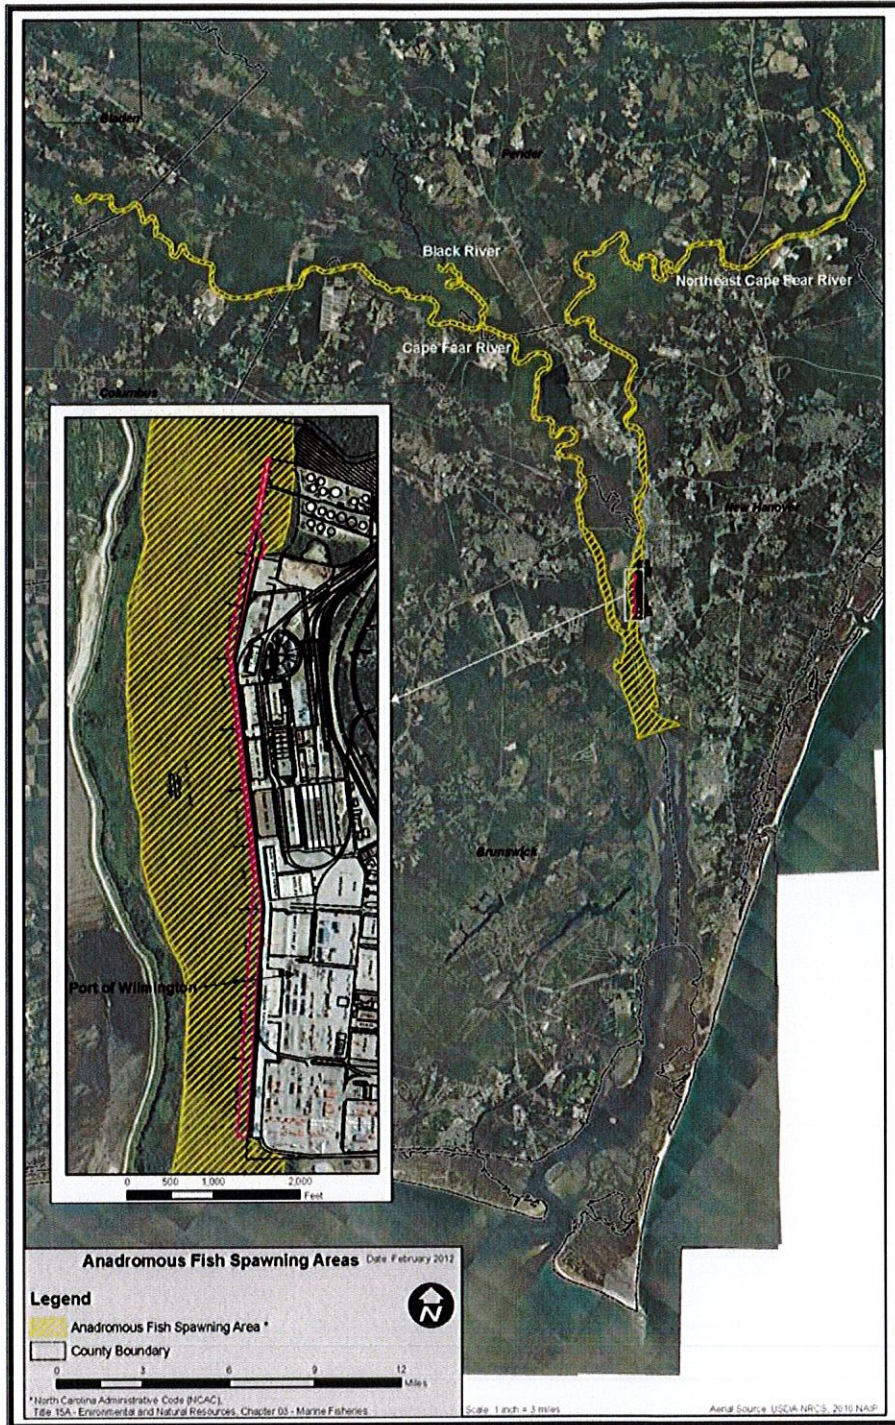 Bladen
Pender
Black River
Northeast Cape Fear River
Cape Fear River
Columbus
New Hanover
Brunswick
Port of Wilmington
0 500 1,000 2,000
Feet
Anadromous Fish Spawning Areas Date: February 2012
Legend
Anadromous Fish Spawning Area *
County Boundary
N
0 3 6 9 12
Miles
*North Carolina Administrative Code (NCAC),
Title 15A - Environmental and Natural Resources, Chapter 03 - Marine Fisheries.
Scale: 1 inch = 3 miles
Aerial Source: USDA-NRCS, 2010 NAIP